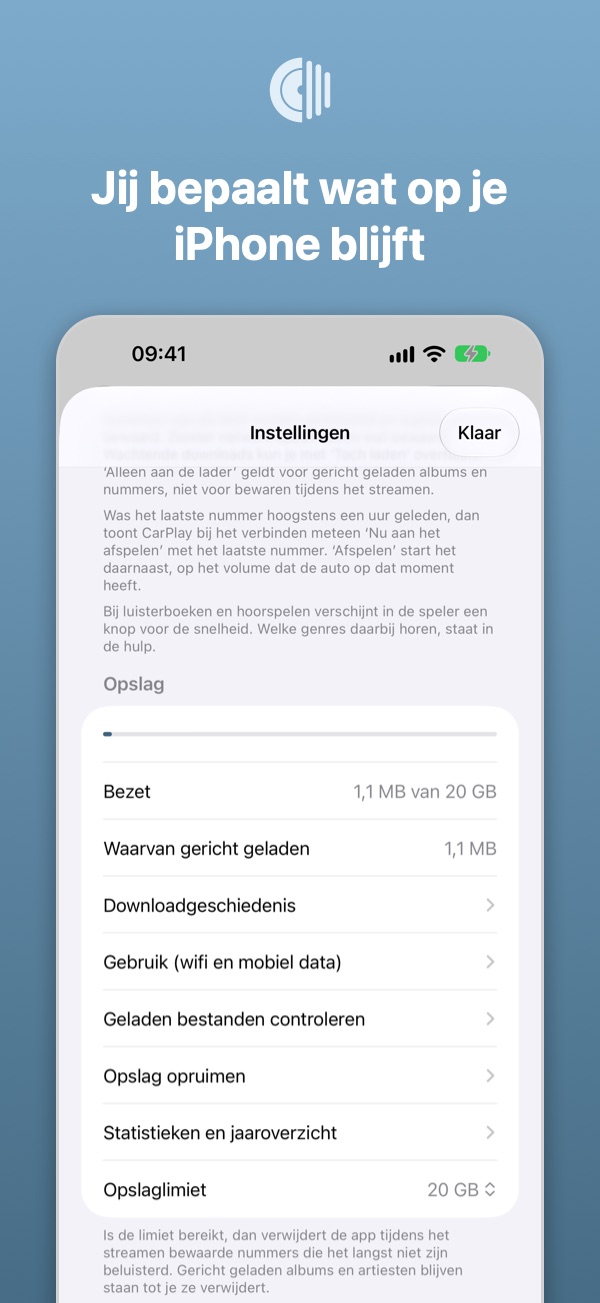 Jij bepaalt wat op je
iPhone blijft
09:41
Instellingen
Klaar
‘Alleen aan de lader’ geldt voor gericht geladen albums en
nummers, niet voor bewaren tijdens het streamen.
Was het laatste nummer hoogstens een uur geleden, dan
toont CarPlay bij het verbinden meteen ‘Nu aan het
afspelen’ met het laatste nummer. ‘Afspelen’ start het
daarnaast, op het volume dat de auto op dat moment
heeft.
Bij luisterboeken en hoorspelen verschijnt in de speler een
knop voor de snelheid. Welke genres daarbij horen, staat in
de hulp.
Opslag
Bezet 1,1 MB van 20 GB
Waarvan gericht geladen 1,1 MB
Downloadgeschiedenis
Gebruik (wifi en mobiel data)
Geladen bestanden controleren
Opslag opruimen
Statistieken en jaaroverzicht
Opslaglimiet 20 GB
Is de limiet bereikt, dan verwijdert de app tijdens het
streamen bewaarde nummers die het langst niet zijn
beluisterd. Gericht geladen albums en artiesten blijven
staan tot je ze verwijdert.